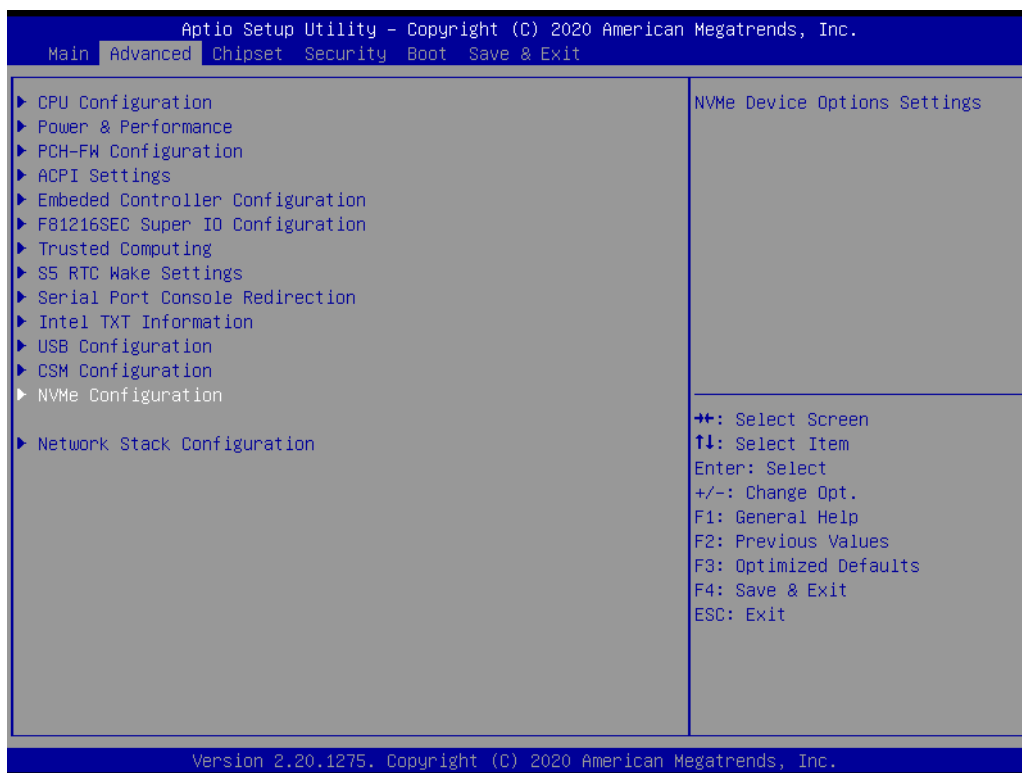 Aptio Setup Utility – Copyright (C) 2020 American Megatrends, Inc.
Main Advanced Chipset Security Boot Save & Exit
CPU Configuration
Power & Performance
PCH-FW Configuration
ACPI Settings
Embeded Controller Configuration
F81216SEC Super IO Configuration
Trusted Computing
S5 RTC Wake Settings
Serial Port Console Redirection
Intel TXT Information
USB Configuration
CSM Configuration
NVMe Configuration
Network Stack Configuration
NVMe Device Options Settings
→←: Select Screen
↑↓: Select Item
Enter: Select
+/-: Change Opt.
F1: General Help
F2: Previous Values
F3: Optimized Defaults
F4: Save & Exit
ESC: Exit
Version 2.20.1275. Copyright (C) 2020 American Megatrends, Inc.